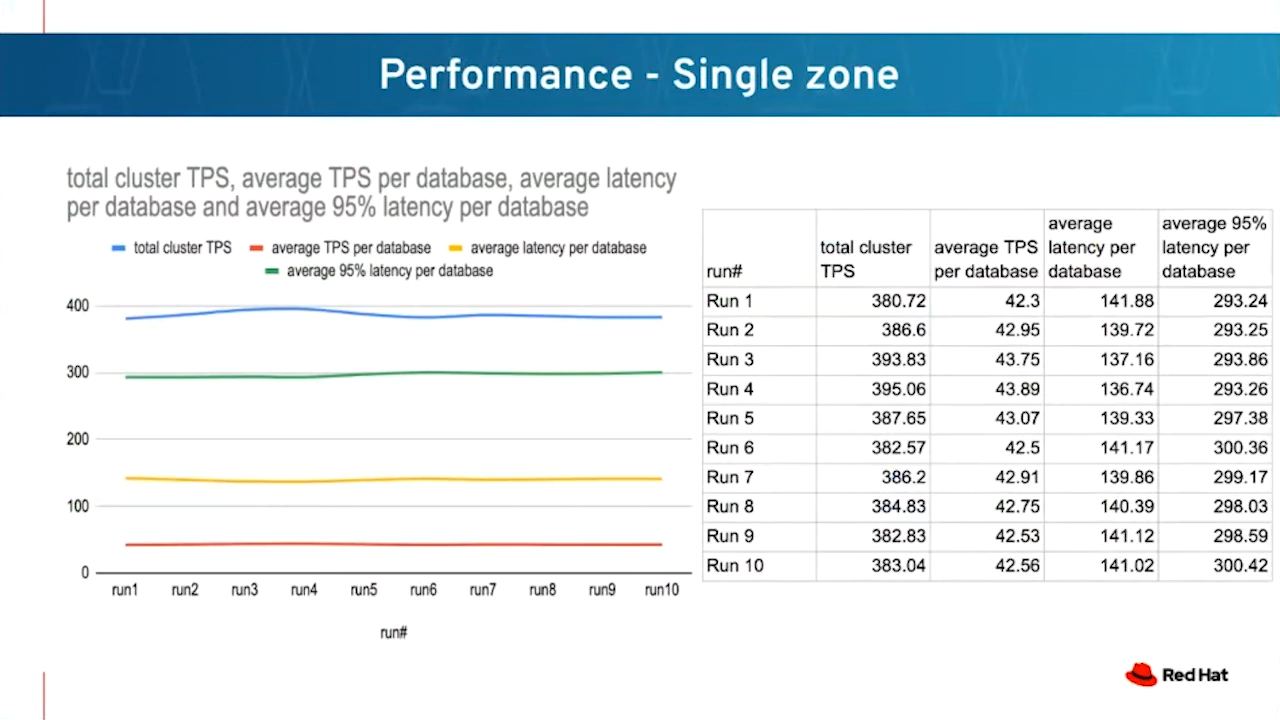 Performance - Single zone
total cluster TPS, average TPS per database, average latency
per database and average 95% latency per database
total cluster TPS average TPS per database average latency per database
average 95% latency per database
400
300
200
100
0
run1 run2 run3 run4 run5 run6 run7 run8 run9 run10
run#
run# total cluster TPS average TPS per database average latency per database average 95% latency per database
Run 1 380.72 42.3 141.88 293.24
Run 2 386.6 42.95 139.72 293.25
Run 3 393.83 43.75 137.16 293.86
Run 4 395.06 43.89 136.74 293.26
Run 5 387.65 43.07 139.33 297.38
Run 6 382.57 42.5 141.17 300.36
Run 7 386.2 42.91 139.86 299.17
Run 8 384.83 42.75 140.39 298.03
Run 9 382.83 42.53 141.12 298.59
Run 10 383.04 42.56 141.02 300.42
Red Hat